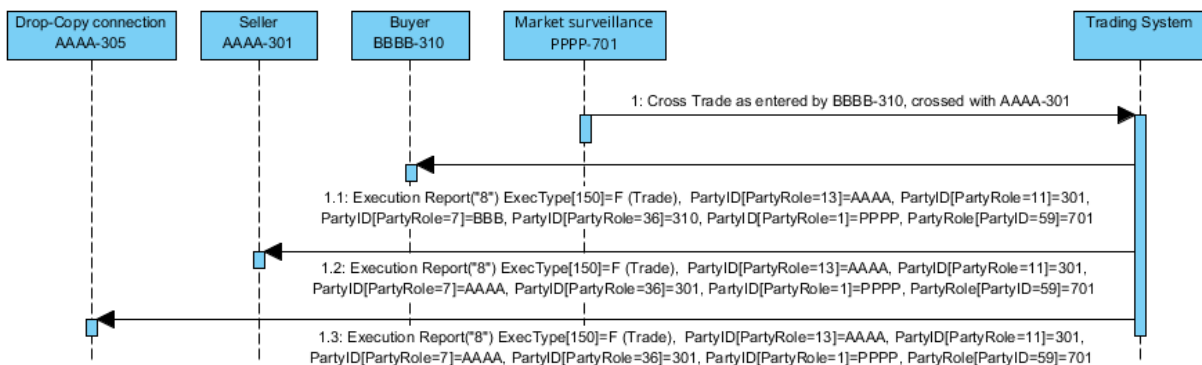 Drop-Copy connection
AAAA-305
Seller
AAAA-301
Buyer
BBBB-310
Market surveillance
PPPP-701
Trading System
1: Cross Trade as entered by BBBB-310, crossed with AAAA-301
1.1: Execution Report("8") ExecType[150]=F (Trade), PartyID[PartyRole=13]=AAAA, PartyID[PartyRole=11]=301,
PartyID[PartyRole=7]=BBB, PartyID[PartyRole=36]=310, PartyID[PartyRole=1]=PPPP, PartyRole[PartyID=59]=701
1.2: Execution Report("8") ExecType[150]=F (Trade), PartyID[PartyRole=13]=AAAA, PartyID[PartyRole=11]=301,
PartyID[PartyRole=7]=AAAA, PartyID[PartyRole=36]=301, PartyID[PartyRole=1]=PPPP, PartyRole[PartyID=59]=701
1.3: Execution Report("8") ExecType[150]=F (Trade), PartyID[PartyRole=13]=AAAA, PartyID[PartyRole=11]=301,
PartyID[PartyRole=7]=AAAA, PartyID[PartyRole=36]=301, PartyID[PartyRole=1]=PPPP, PartyRole[PartyID=59]=701